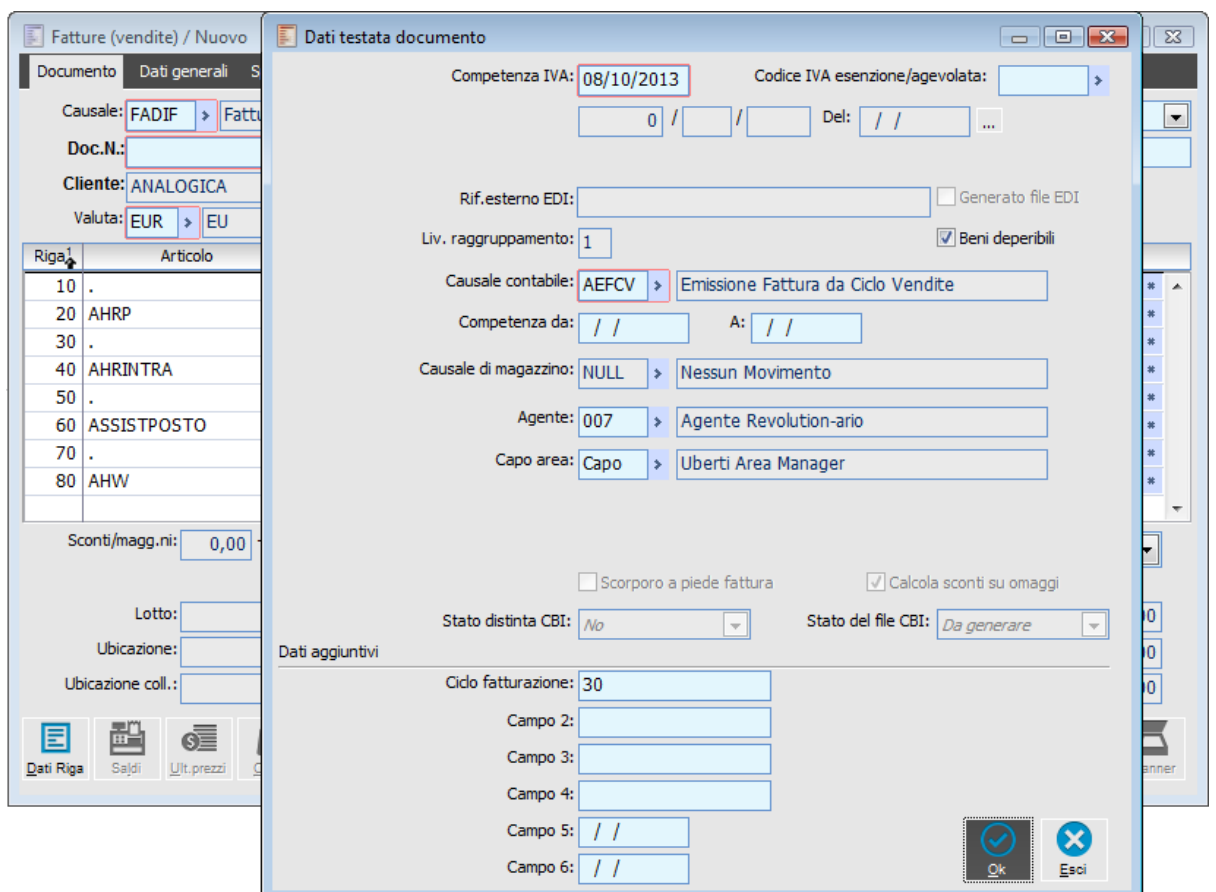 Fatture (vendite) / Nuovo
Documento Dati generali S
Causale: FADIF Fattu
Doc.N.:
Cliente: ANALOGICA
Valuta: EUR EU
Riga 1 Articolo
10 .
20 AHRP
30 .
40 AHRINTRA
50 .
60 ASSISTPOSTO
70 .
80 AHW
Sconti/magg.ni: 0,00
Lotto:
Ubicazione:
Ubicazione coll.:
Dati Riga Saldi Ult.prezzi
Dati testata documento
Competenza IVA: 08/10/2013 Codice IVA esenzione/agevolata:
0 / / Del: / / ...
Rif.esterno EDI: Generato file EDI
Liv. raggruppamento: 1 Beni deperibili
Causale contabile: AEFCV Emissione Fattura da Ciclo Vendite
Competenza da: / / A: / /
Causale di magazzino: NULL Nessun Movimento
Agente: 007 Agente Revolution-ario
Capo area: Capo Uberti Area Manager
Scorporo a piede fattura Calcola sconti su omaggi
Stato distinta CBI: No Stato del file CBI: Da generare
Dati aggiuntivi
Ciclo fatturazione: 30
Campo 2:
Campo 3:
Campo 4:
Campo 5: / /
Campo 6: / /
Ok Esci